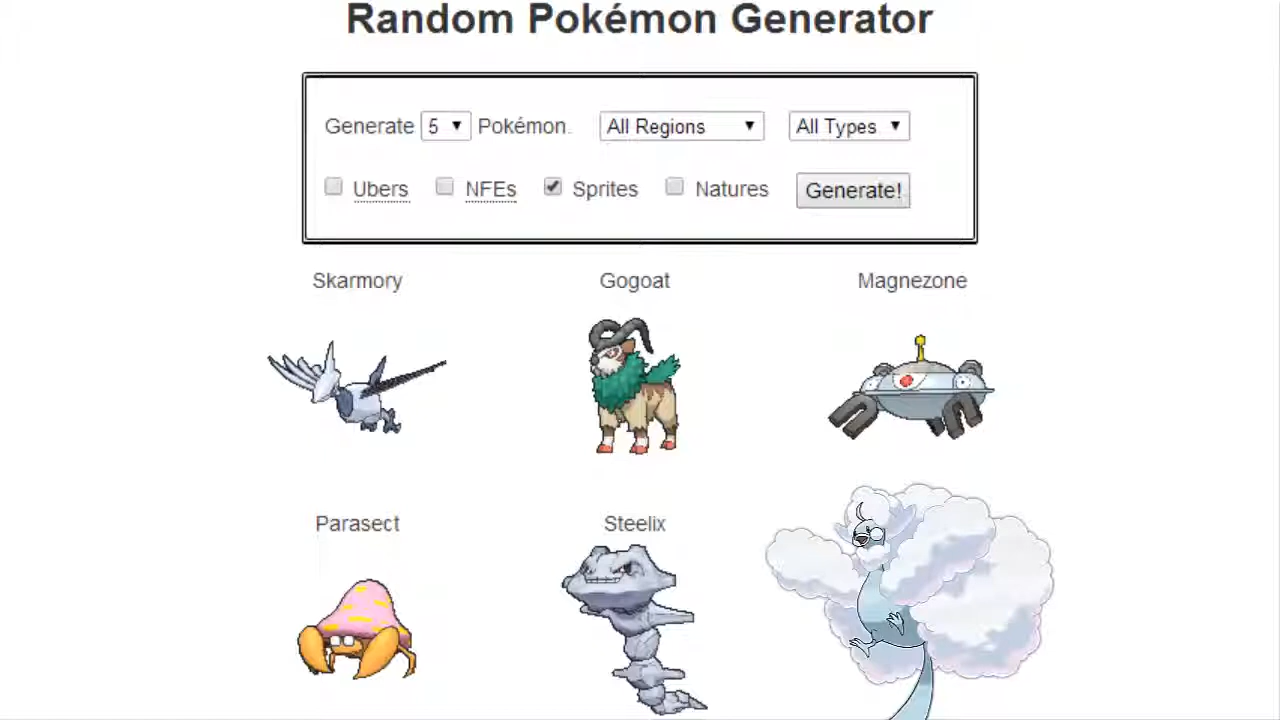 Random Pokémon Generator
Generate 5 Pokémon. All Regions All Types
Ubers NFEs Sprites Natures Generate!
Skarmory Gogoat Magnezone
Parasect Steelix